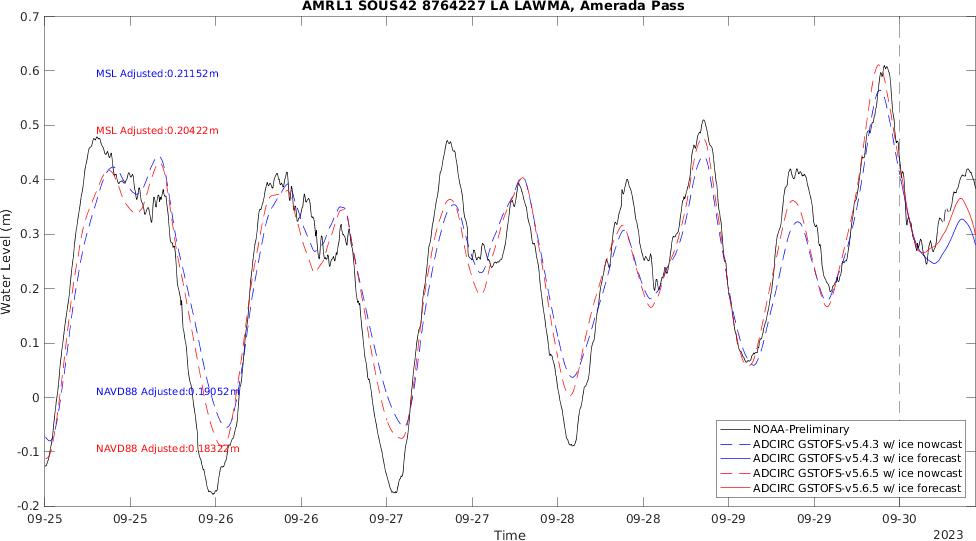 AMRL1 SOUS42 8764227 LA LAWMA, Amerada Pass
0.7
0.6
0.5
0.4
0.3
0.2
0.1
0
-0.1
-0.2
Water Level (m)
MSL Adjusted:0.21152m
MSL Adjusted:0.20422m
NAVD88 Adjusted:0.19052m
NAVD88 Adjusted:0.18322m
NOAA-Preliminary
ADCIRC GSTOFS-v5.4.3 w/ ice nowcast
ADCIRC GSTOFS-v5.4.3 w/ ice forecast
ADCIRC GSTOFS-v5.6.5 w/ ice nowcast
ADCIRC GSTOFS-v5.6.5 w/ ice forecast
09-25 09-25 09-26 09-26 09-27 09-27 09-28 09-28 09-29 09-29 09-30
Time
2023